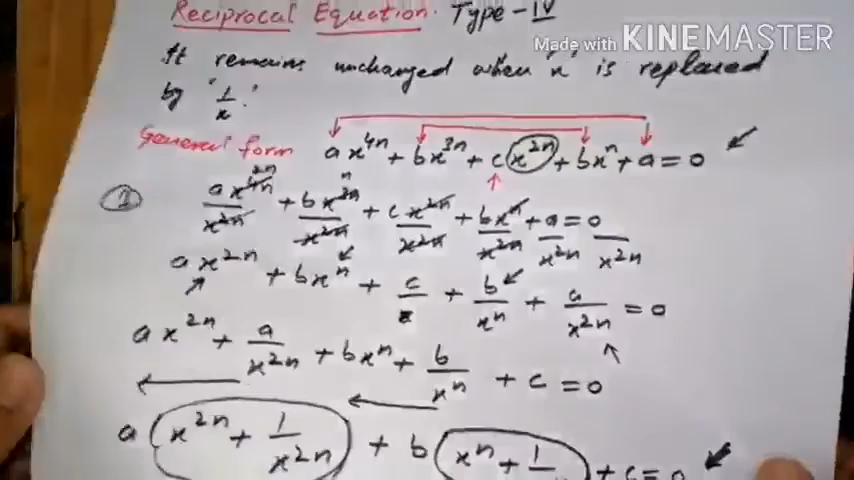 Reciprocal Equation. Type-IV
Made with KINEMASTER
It remains unchanged when "x" is replaced
by "1/x."
General form ax^4n + bx^3n + cx^2n + bx^n + a = 0
1 ax^4n/x^2n + bx^3n/x^2n + cx^2n/x^2n + bx^n/x^2n + a/x^2n = 0/x^2n
ax^2n + bx^n + c + b/x^n + a/x^2n = 0
ax^2n + a/x^2n + bx^n + b/x^n + c = 0
a (x^2n + 1/x^2n) + b (x^n + 1 ) + c = 0